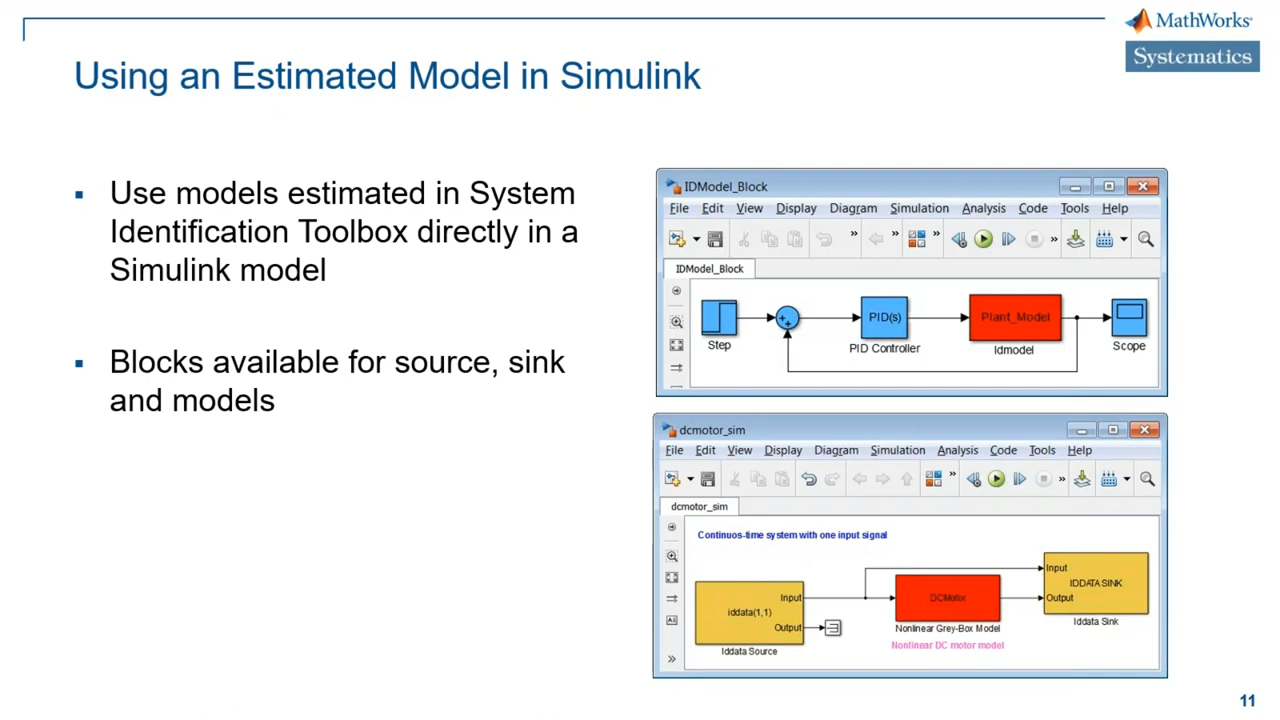 MathWorks®
Systematics
Using an Estimated Model in Simulink
Use models estimated in System
Identification Toolbox directly in a
Simulink model
Blocks available for source, sink
and models
IDModel_Block
File Edit View Display Diagram Simulation Analysis Code Tools Help
IDModel_Block
PID(s)
Plant_Model
Step
PID Controller
Idmodel
Scope
dcmotor_sim
File Edit View Display Diagram Simulation Analysis Code Tools Help
dcmotor_sim
Continuos-time system with one input signal
Input
iddata(1,1)
Output
Iddata Source
DCMotor
Nonlinear Grey-Box Model
Nonlinear DC motor model
Input
IDDATA SINK
Output
Iddata Sink
11